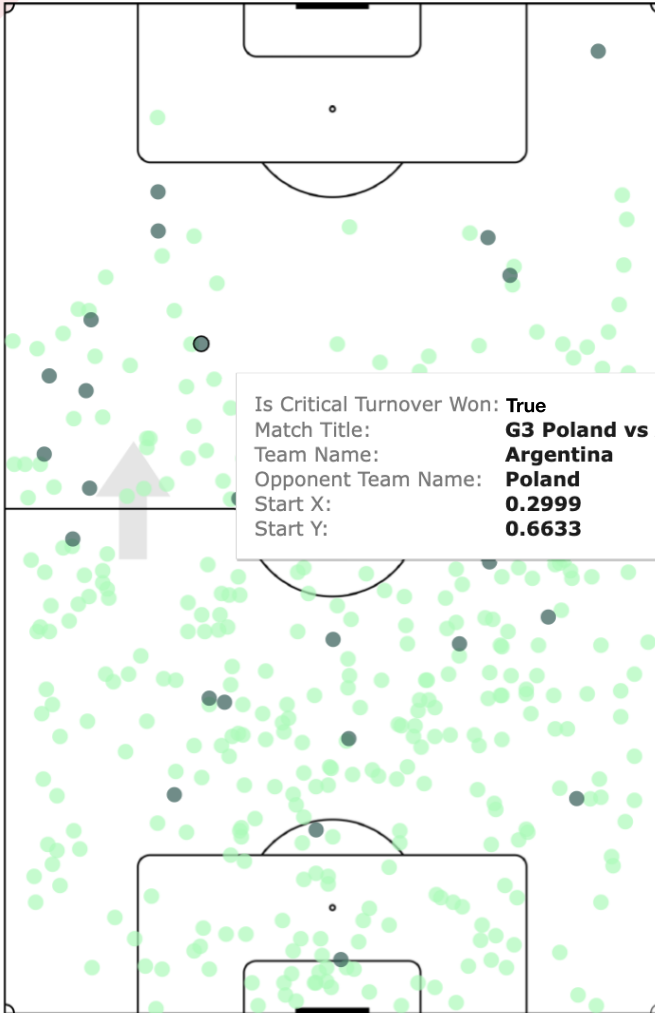 Is Critical Turnover Won: True
Match Title: G3 Poland vs
Team Name: Argentina
Opponent Team Name: Poland
Start X: 0.2999
Start Y: 0.6633